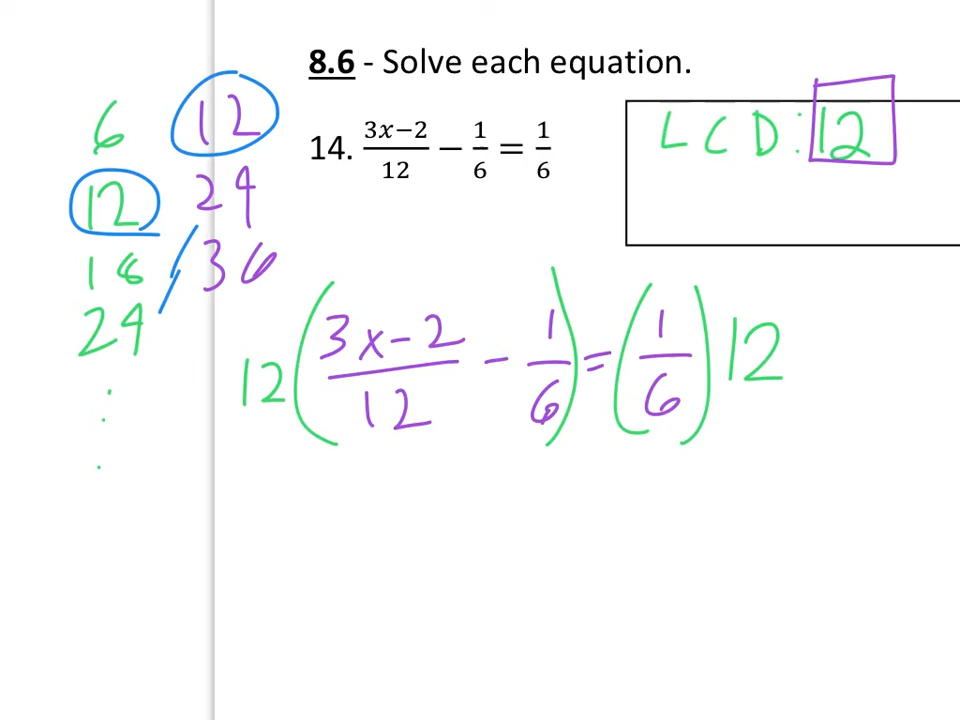 8.6 - Solve each equation.
14. (3x−2)/12 − 1/6 = 1/6
LCD: 12
6 12
12 24
18 36
24
⋮
12((3x-2)/12 - 1/6) = (1/6)12